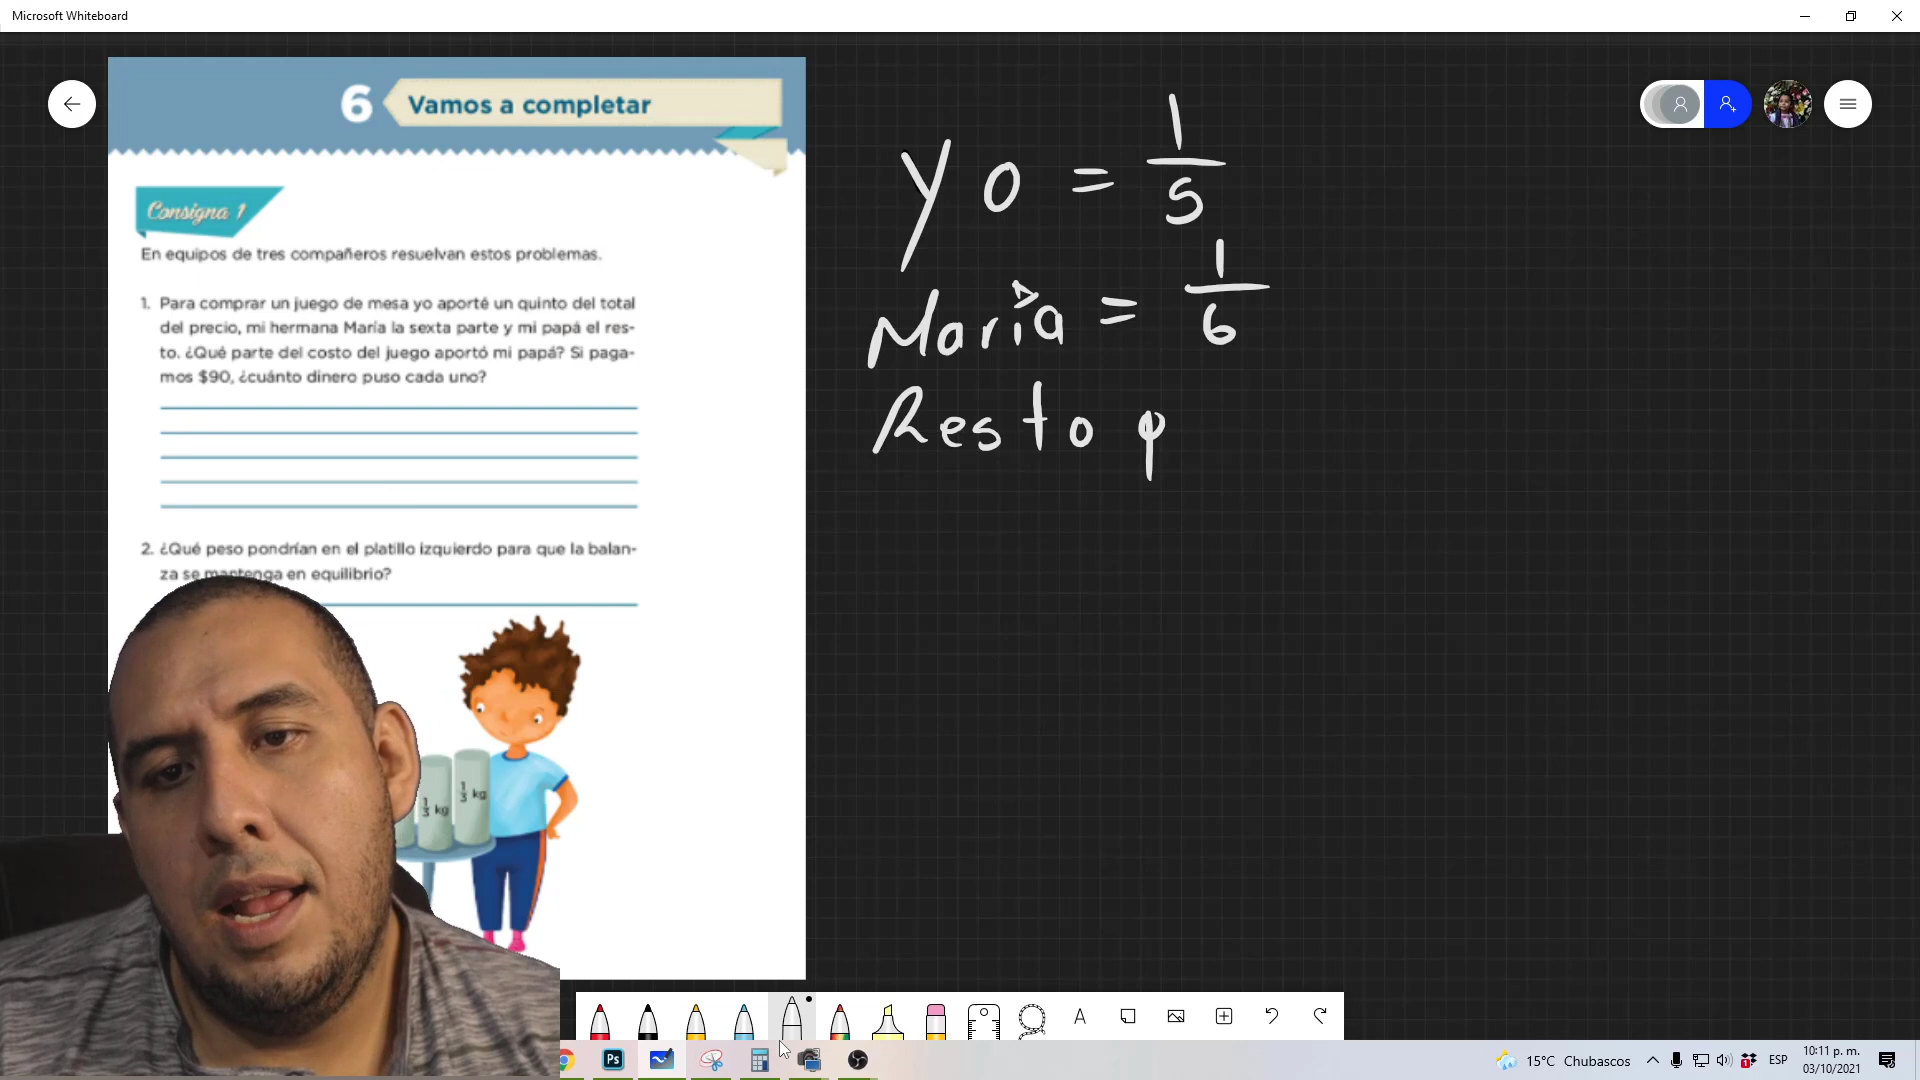 Microsoft Whiteboard
6 Vamos a completar
Consigna 1
En equipos de tres compañeros resuelvan estos problemas.
1. Para comprar un juego de mesa yo aporté un quinto del total
del precio, mi hermana María la sexta parte y mi papá el res-
to. ¿Qué parte del costo del juego aportó mi papá? Si paga-
mos $90, ¿cuánto dinero puso cada uno?
2. ¿Qué peso pondrían en el platillo izquierdo para que la balan-
za se mantenga en equilibrio?
1/3 kg
1/3 kg
Yo = 1/5
María = 1/6
Resto p
A
Ps
15°C Chubascos
ESP
10:11 p. m.
03/10/2021